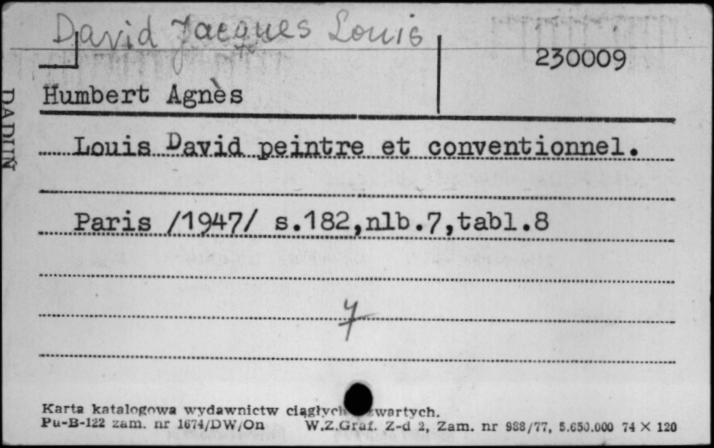 David Jacques Louis
230009
Humbert Agnès
Louis David peintre et conventionnel.
Paris /1947/ s.182,nlb.7,tabl.8
7
Karta katalogowa wydawnictw ciągłych zwartych.
Pu-B-122 zam. nr 1674/DW/On W.Z.Graf. Z-d 2, Zam. nr 988/77, 5.650.000 74 × 120